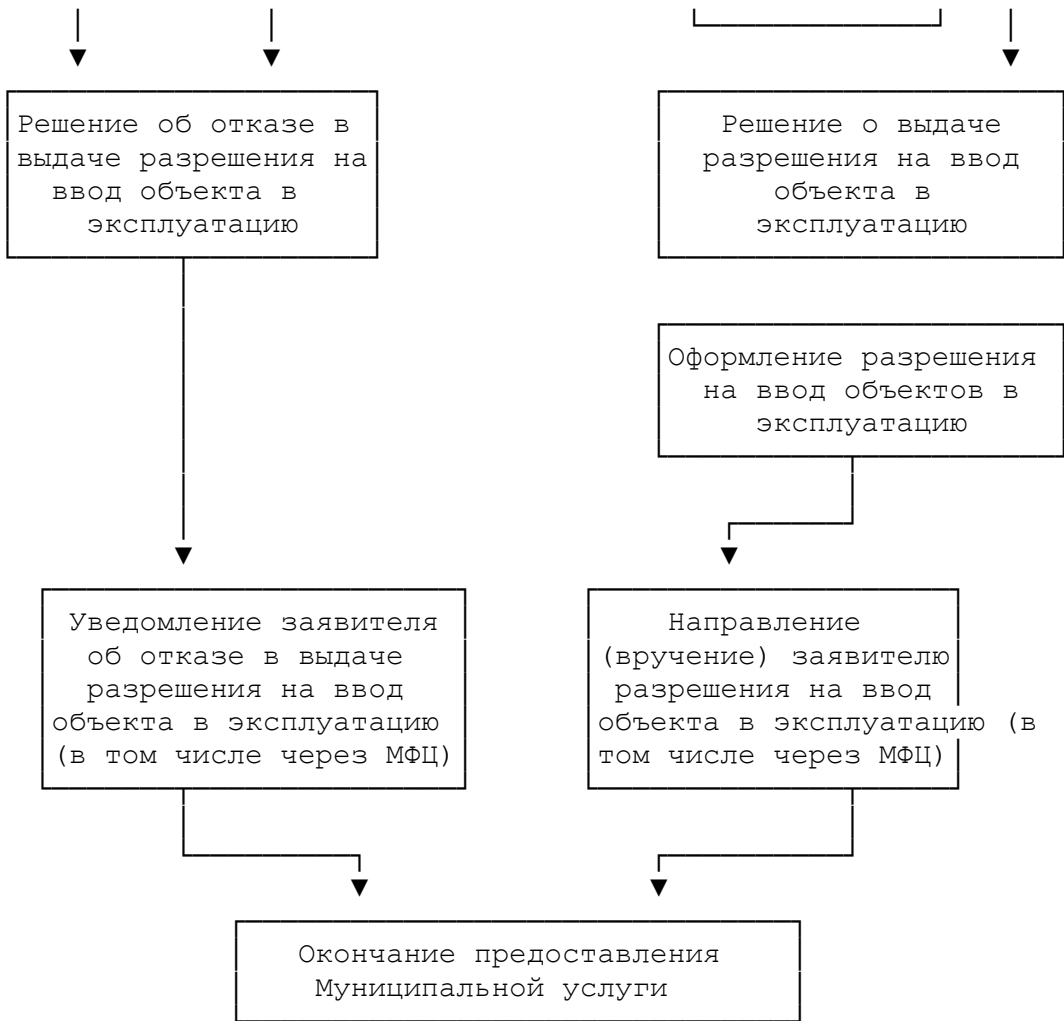 Решение об отказе в
выдаче разрешения на
ввод объекта в
эксплуатацию
Решение о выдаче
разрешения на ввод
объекта в
эксплуатацию
Оформление разрешения
на ввод объектов в
эксплуатацию
Уведомление заявителя
об отказе в выдаче
разрешения на ввод
объекта в эксплуатацию
(в том числе через МФЦ)
Направление
(вручение) заявителю
разрешения на ввод
объекта в эксплуатацию (в
том числе через МФЦ)
Окончание предоставления
Муниципальной услуги